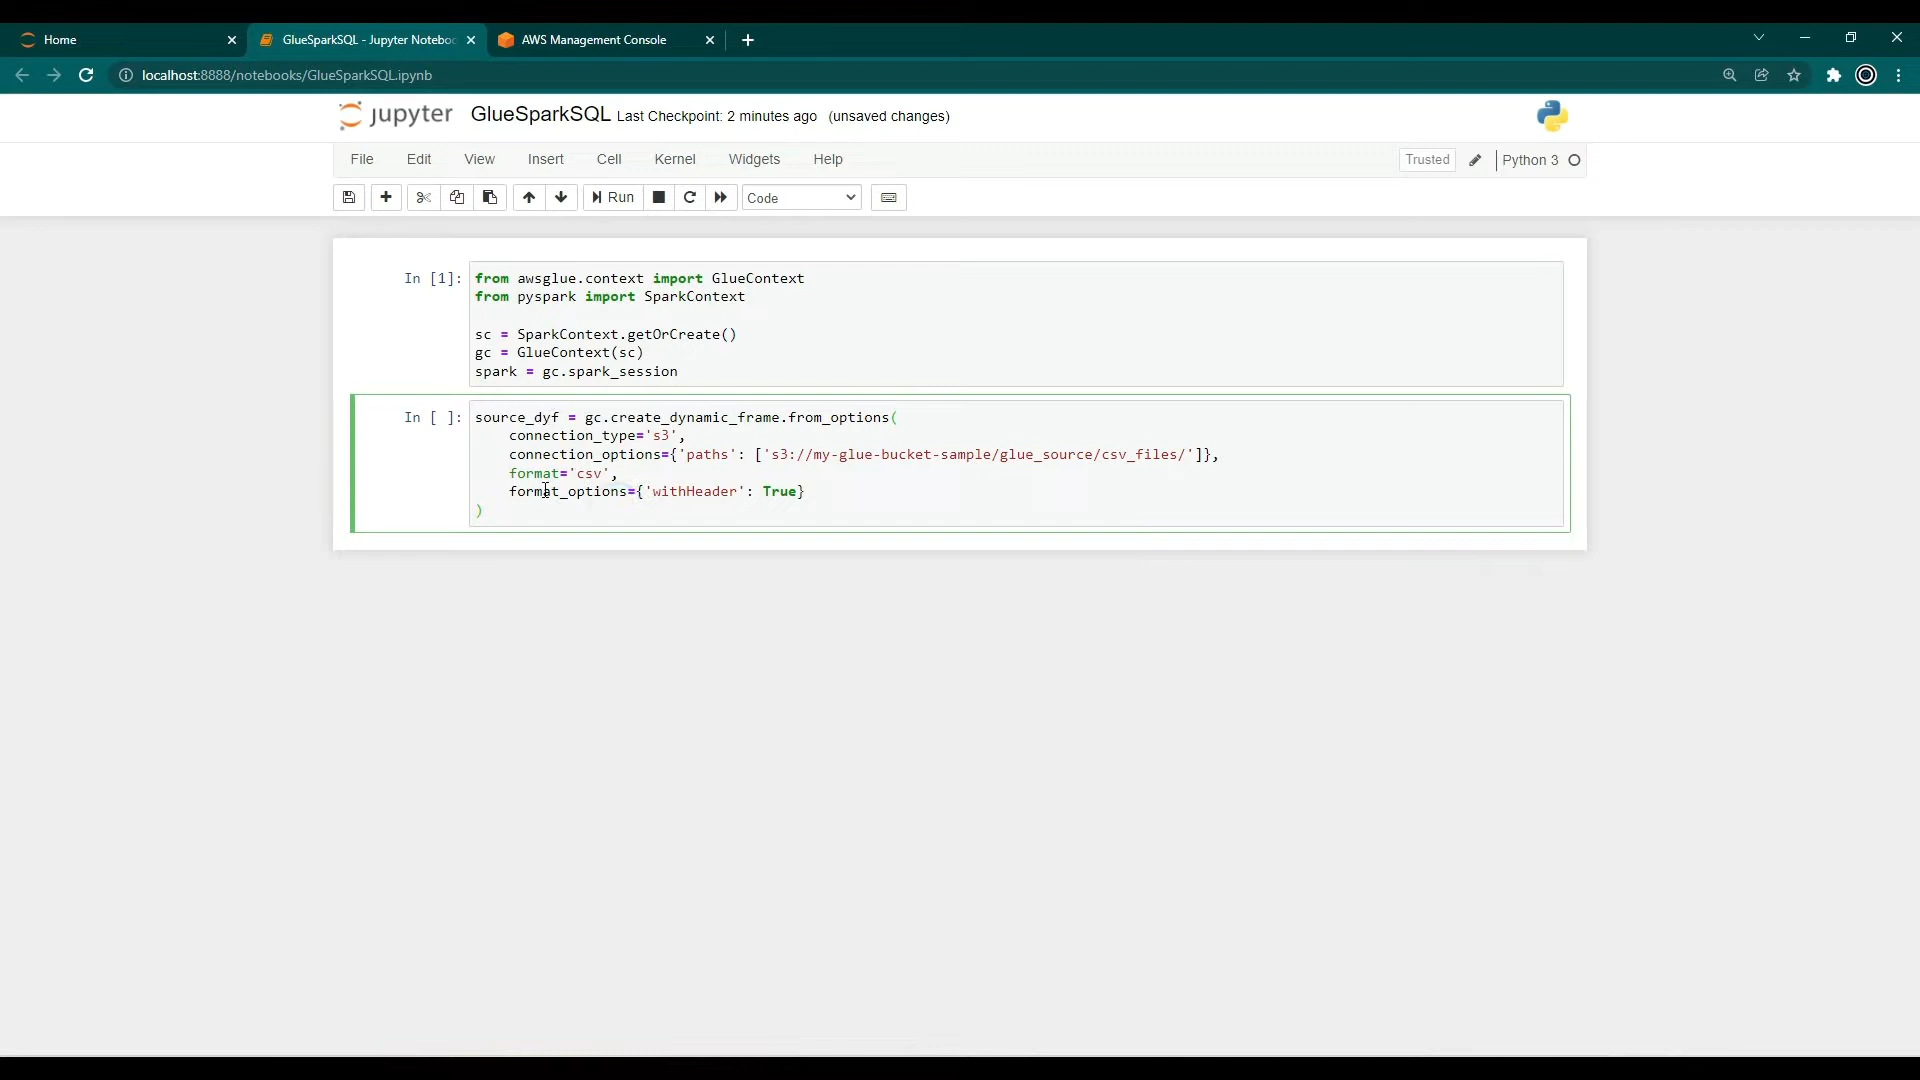 Home
GlueSparkSQL - Jupyter Notebo
AWS Management Console
localhost:8888/notebooks/GlueSparkSQL.ipynb
jupyter GlueSparkSQL Last Checkpoint: 2 minutes ago (unsaved changes)
File Edit View Insert Cell Kernel Widgets Help Trusted Python 3
Run Code
In [1]: from awsglue.context import GlueContext
from pyspark import SparkContext
sc = SparkContext.getOrCreate()
gc = GlueContext(sc)
spark = gc.spark_session
In [ ]: source_dyf = gc.create_dynamic_frame.from_options(
connection_type='s3',
connection_options={'paths': ['s3://my-glue-bucket-sample/glue_source/csv_files/']},
format='csv',
format_options={'withHeader': True}
)